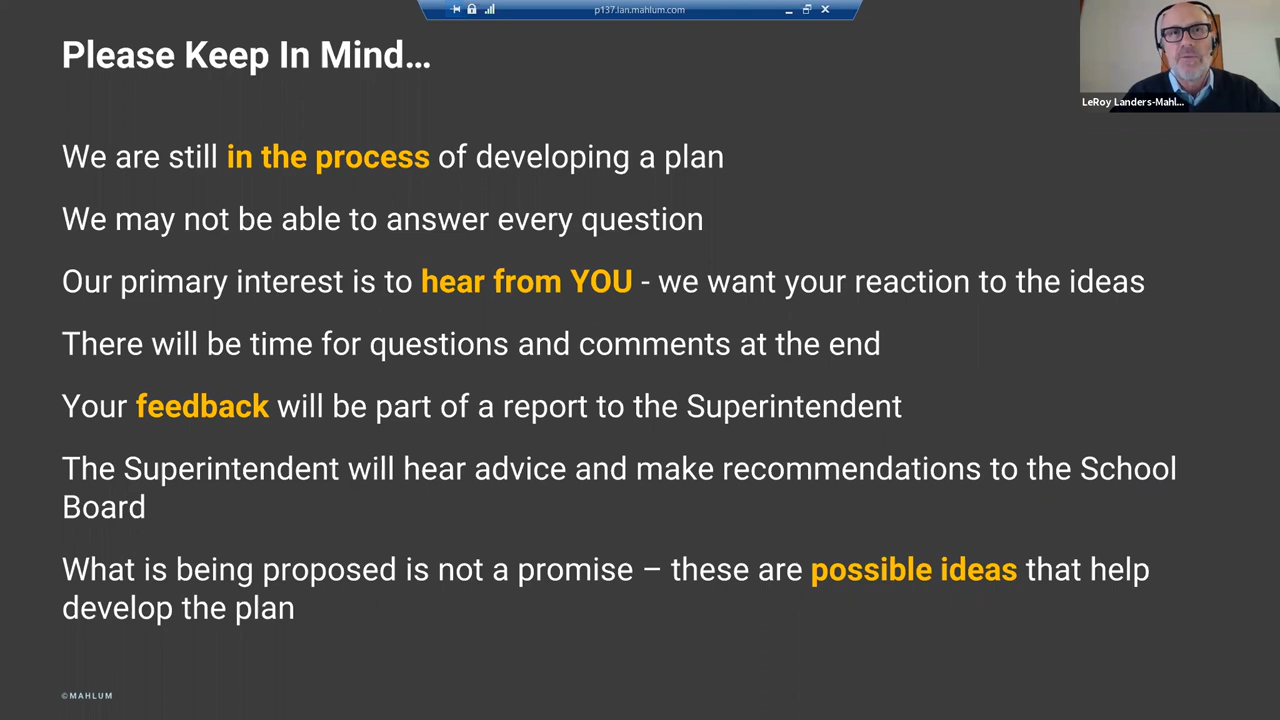 p137.lan.mahlum.com
Please Keep In Mind…
LeRoy Landers-Mahl...
We are still in the process of developing a plan
We may not be able to answer every question
Our primary interest is to hear from YOU - we want your reaction to the ideas
There will be time for questions and comments at the end
Your feedback will be part of a report to the Superintendent
The Superintendent will hear advice and make recommendations to the School
Board
What is being proposed is not a promise – these are possible ideas that help
develop the plan
©MAHLUM